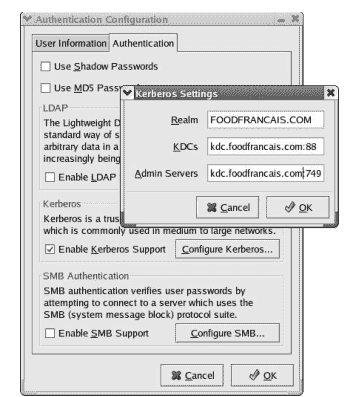 Authentication Configuration
User Information Authentication
Use Shadow Passwords
Use MD5 Passw
LDAP
The Lightweight D
standard way of s
arbitrary data in a
increasingly being
Enable LDAP
Kerberos Settings
Realm FOODFRANCAIS.COM
KDCs kdc.foodfrancais.com:88
Admin Servers kdc.foodfrancais.com:749
Cancel OK
Kerberos
Kerberos is a trus
which is commonly used in medium to large networks.
Enable Kerberos Support Configure Kerberos...
SMB Authentication
SMB authentication verifies user passwords by
attempting to connect to a server which uses the
SMB (system message block) protocol suite.
Enable SMB Support Configure SMB...
Cancel OK